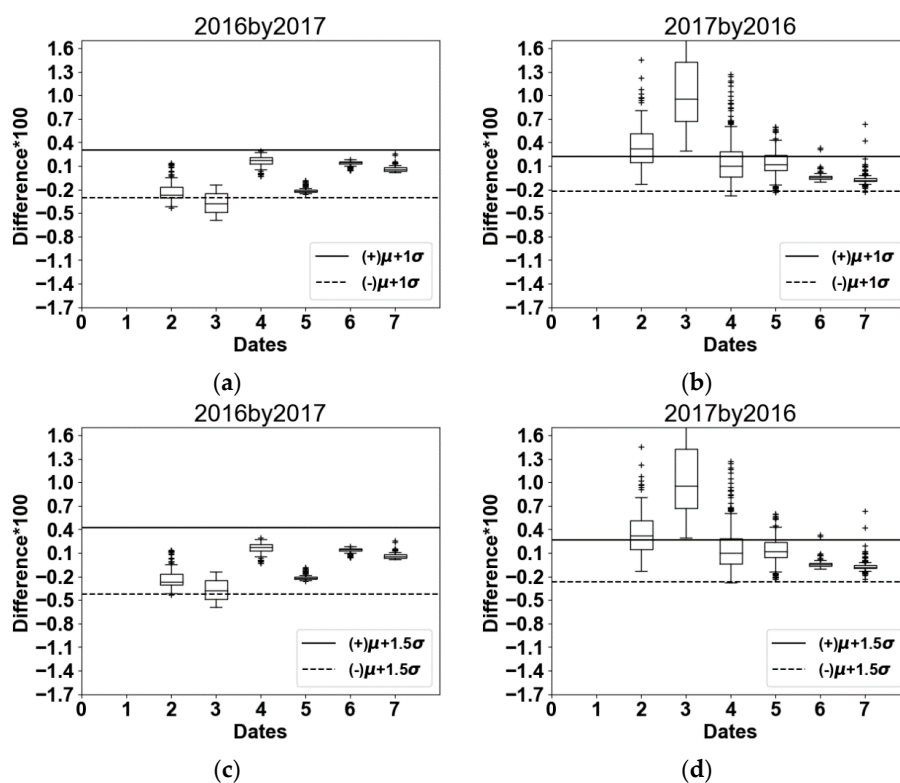 2016by2017
1.6
1.3
1.0
0.7
0.4
0.1
−0.2
−0.5
−0.8
−1.1
−1.4
−1.7
Difference*100
(+)μ+1σ
(-)μ+1σ
0 1 2 3 4 5 6 7
Dates
(a)
2017by2016
1.6
1.3
1.0
0.7
0.4
0.1
−0.2
−0.5
−0.8
−1.1
−1.4
−1.7
Difference*100
(+)μ+1σ
(-)μ+1σ
0 1 2 3 4 5 6 7
Dates
(b)
2016by2017
1.6
1.3
1.0
0.7
0.4
0.1
−0.2
−0.5
−0.8
−1.1
−1.4
−1.7
Difference*100
(+)μ+1.5σ
(-)μ+1.5σ
0 1 2 3 4 5 6 7
Dates
(c)
2017by2016
1.6
1.3
1.0
0.7
0.4
0.1
−0.2
−0.5
−0.8
−1.1
−1.4
−1.7
Difference*100
(+)μ+1.5σ
(-)μ+1.5σ
0 1 2 3 4 5 6 7
Dates
(d)